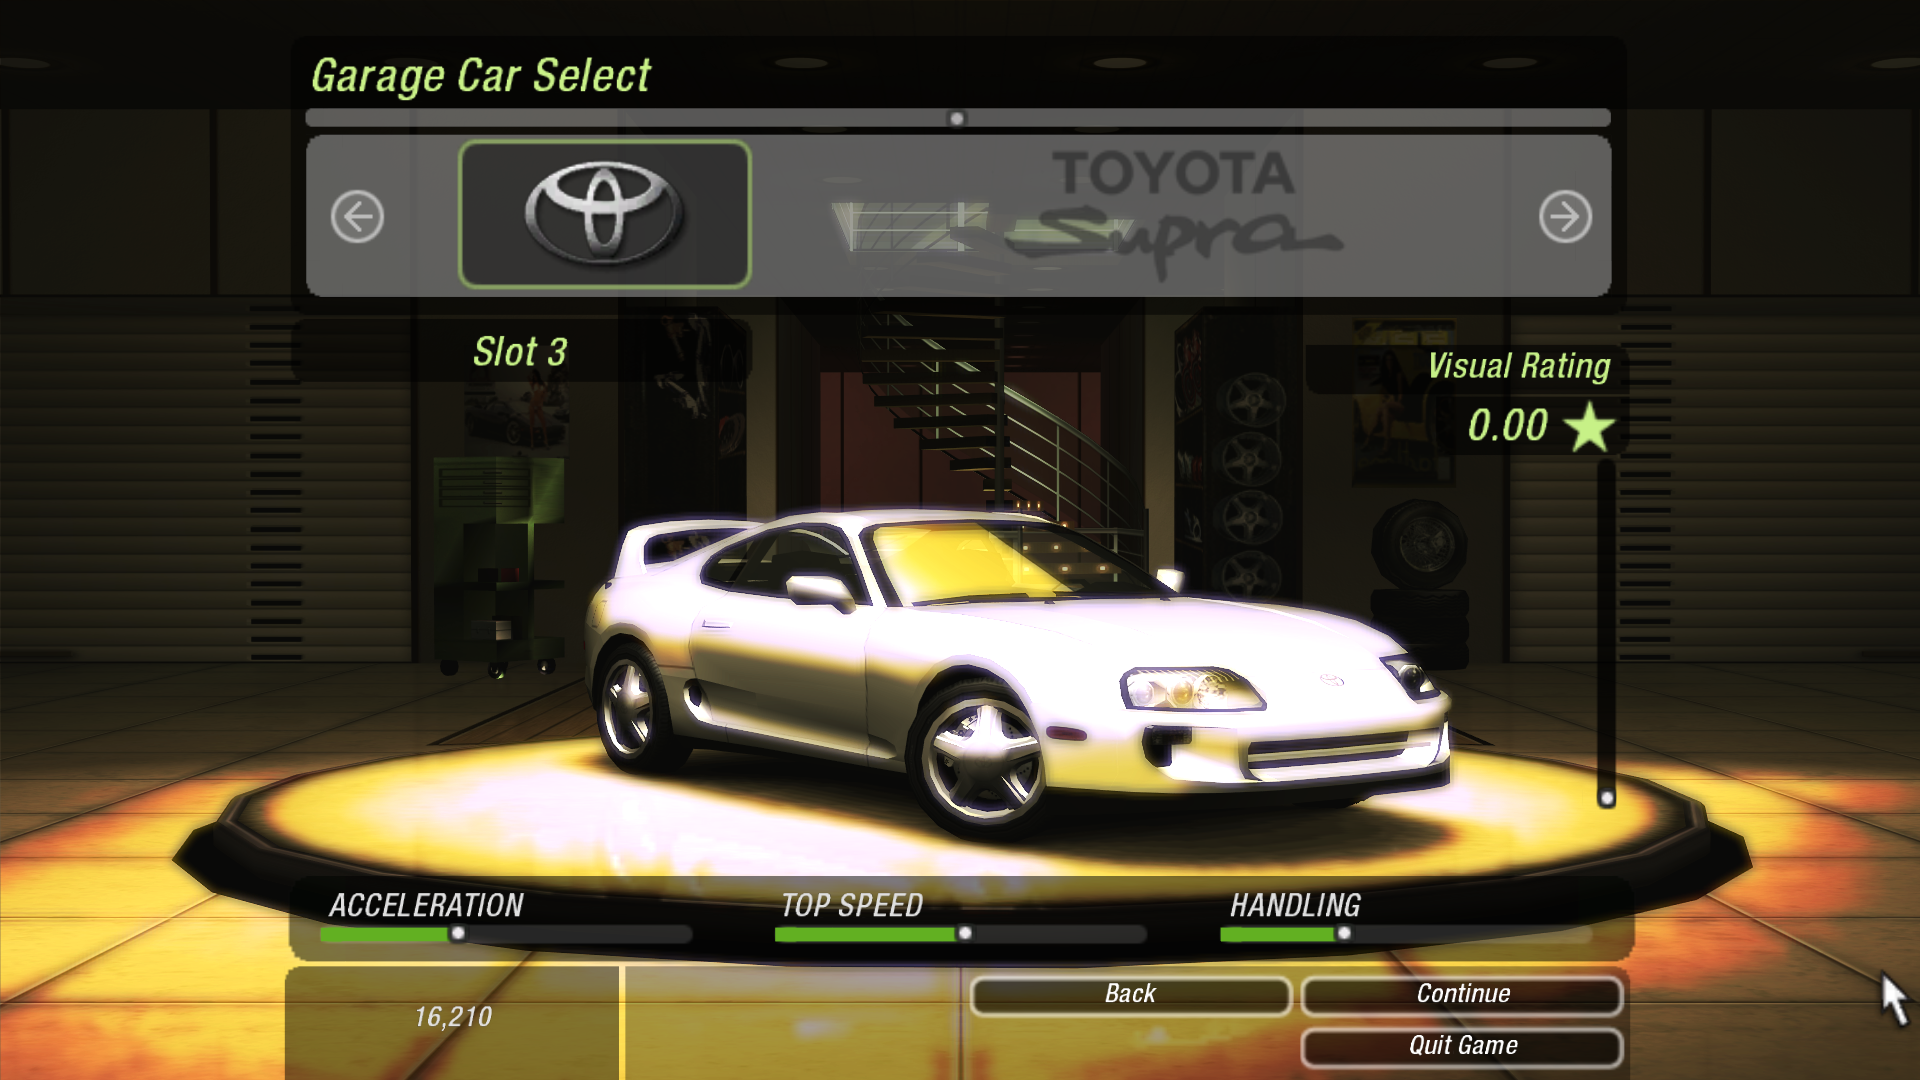 Garage Car Select
TOYOTA
Supra
Slot 3
Visual Rating
0.00
ACCELERATION
TOP SPEED
HANDLING
16,210
Back
Continue
Quit Game